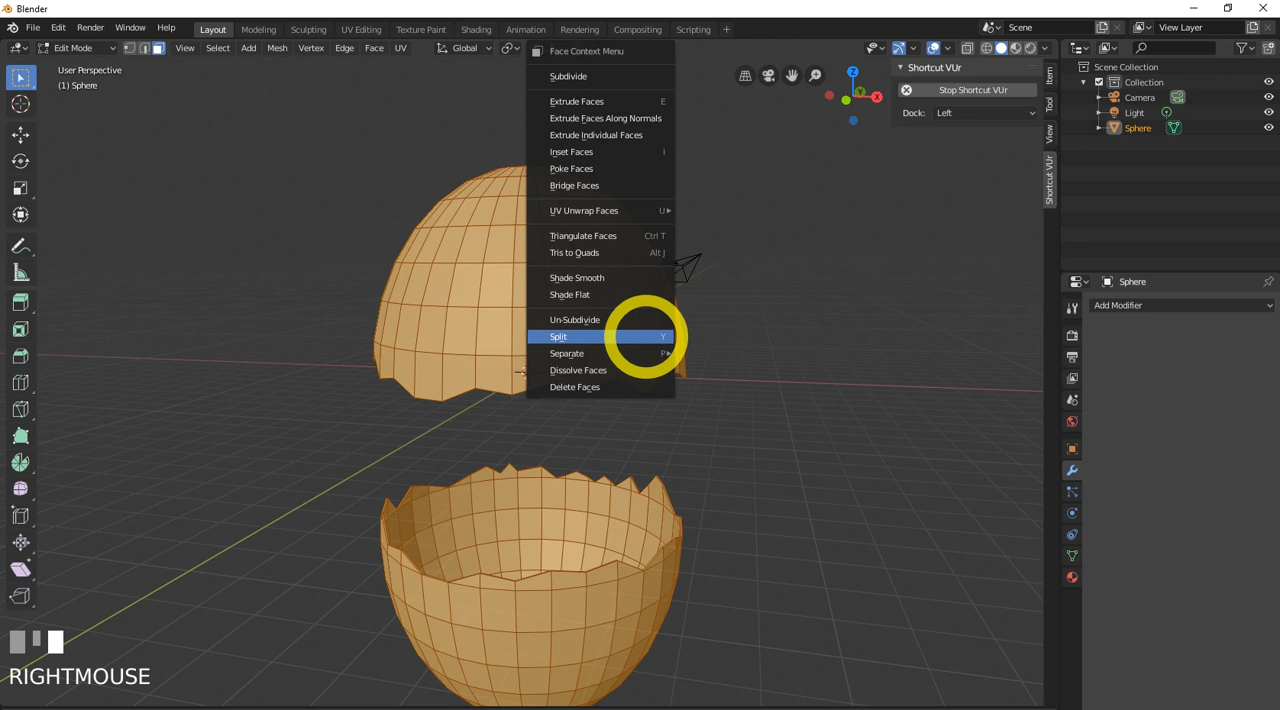 Blender
File Edit Render Window Help Layout Modeling Sculpting UV Editing Texture Paint Shading Animation Rendering Compositing Scripting + Scene View Layer
Edit Mode View Select Add Mesh Vertex Edge Face UV Global
User Perspective
(1) Sphere
Face Context Menu
Subdivide
Extrude Faces E
Extrude Faces Along Normals
Extrude Individual Faces
Inset Faces I
Poke Faces
Bridge Faces
UV Unwrap Faces U
Triangulate Faces Ctrl T
Tris to Quads Alt J
Shade Smooth
Shade Flat
Un-Subdivide
Split Y
Separate P
Dissolve Faces
Delete Faces
Z
Y
X
Shortcut VUr
Stop Shortcut VUr
Dock: Left
Item
Tool
View
Shortcut VUr
Scene Collection
Collection
Camera
Light
Sphere
Sphere
Add Modifier
RIGHTMOUSE